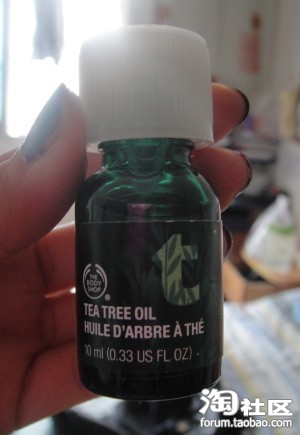 THE
BODY
SHOP
®
t
TEA TREE OIL
HUILE D'ARBRE À THÉ
10 ml (0.33 US FL OZ)
淘社区
forum.taobao.com